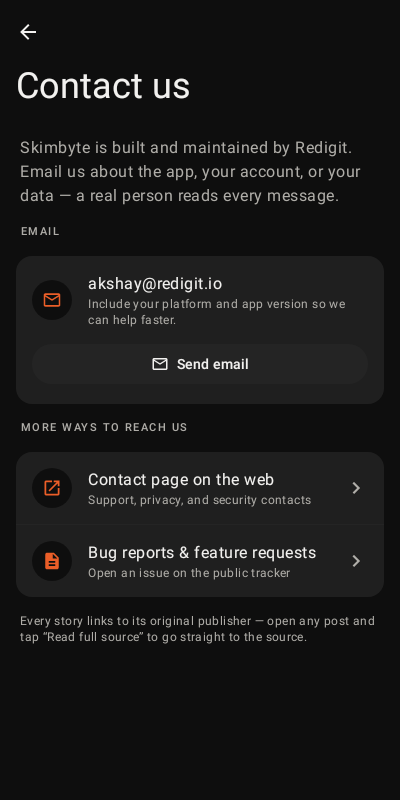 Contact us
Skimbyte is built and maintained by Redigit.
Email us about the app, your account, or your
data — a real person reads every message.
EMAIL
akshay@redigit.io
Include your platform and app version so we
can help faster.
Send email
MORE WAYS TO REACH US
Contact page on the web
Support, privacy, and security contacts
Bug reports & feature requests
Open an issue on the public tracker
Every story links to its original publisher — open any post and
tap “Read full source” to go straight to the source.